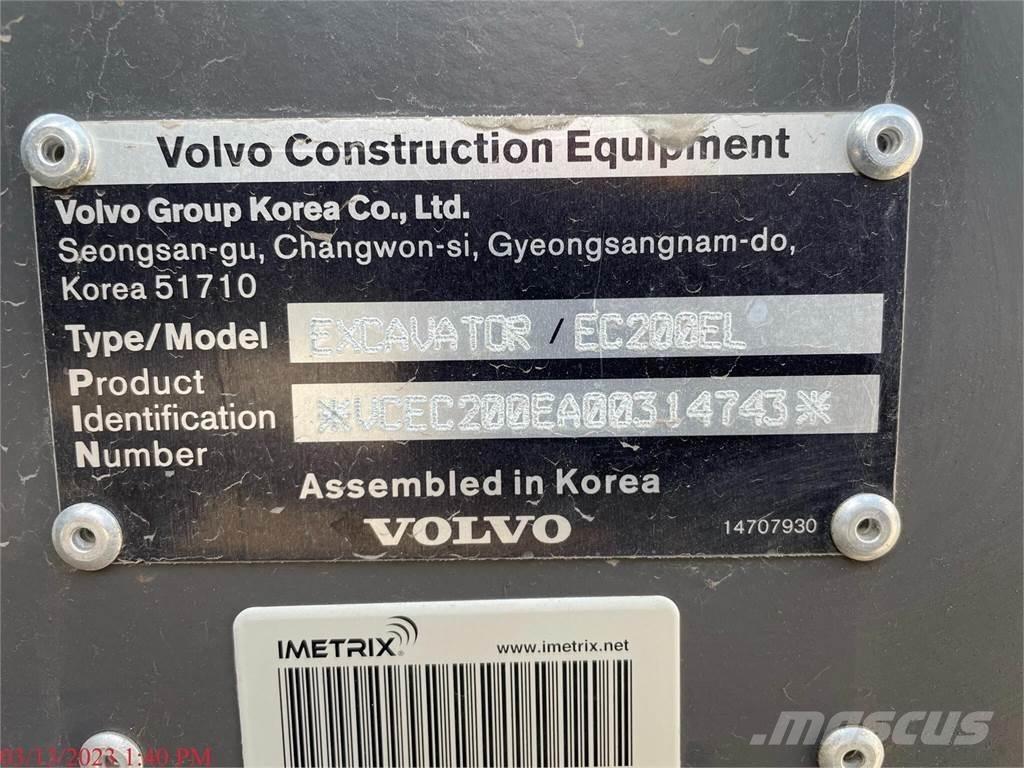 Volvo Construction Equipment
Volvo Group Korea Co., Ltd.
Seongsan-gu, Changwon-si, Gyeongsangnam-do,
Korea 51710
Type/Model EXCAVATOR / EC200EL
Product
Identification *VCEC200EA00314743*
Number
Assembled in Korea
VOLVO 14707930
IMETRIX www.imetrix.net
03/13/2023 1:40 PM
mascus